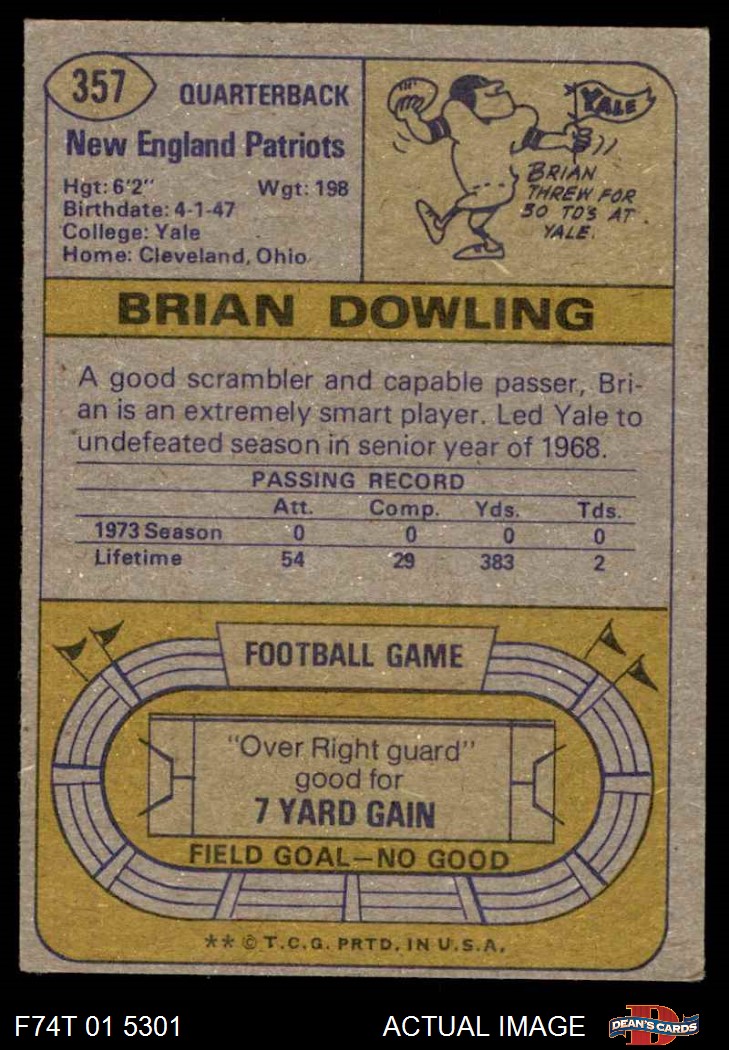 357
QUARTERBACK
New England Patriots
Hgt: 6'2" Wgt: 198
Birthdate: 4-1-47
College: Yale
Home: Cleveland, Ohio
YALE
BRIAN
THREW FOR
30 TD'S AT
YALE.
BRIAN DOWLING
A good scrambler and capable passer, Bri-
an is an extremely smart player. Led Yale to
undefeated season in senior year of 1968.
PASSING RECORD
Att. Comp. Yds. Tds.
1973 Season 0 0 0 0
Lifetime 54 29 383 2
FOOTBALL GAME
"Over Right guard"
good for
7 YARD GAIN
FIELD GOAL—NO GOOD
** © T.C.G. PRTD. IN U.S.A.
F74T 01 5301 ACTUAL IMAGE
D
DEAN'S CARDS